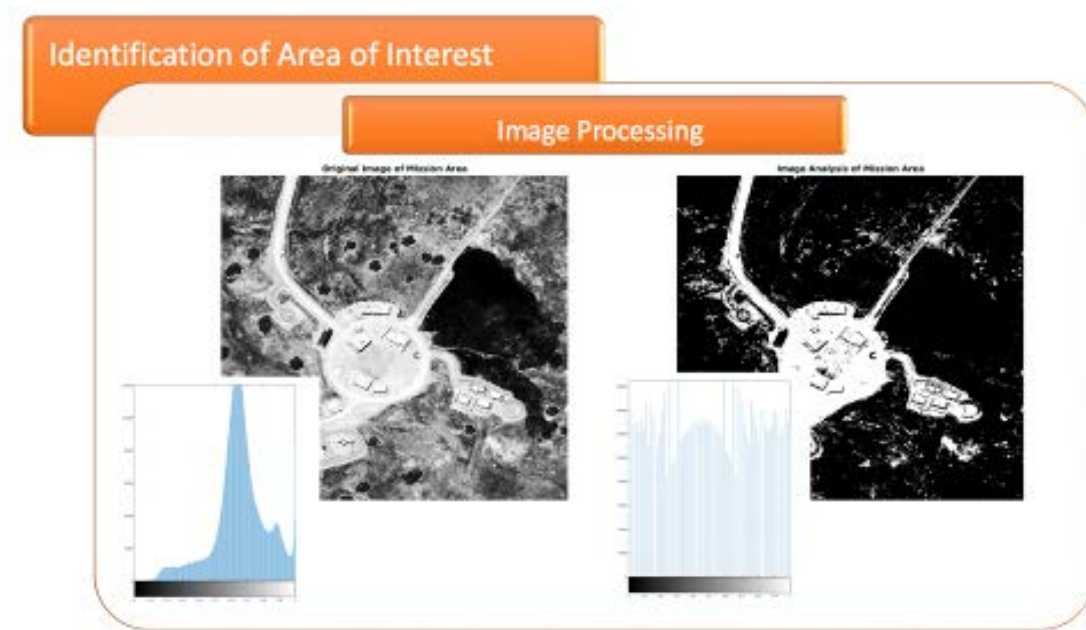 Identification of Area of Interest
Image Processing
Original Image of Mission Area
Image Analysis of Mission Area